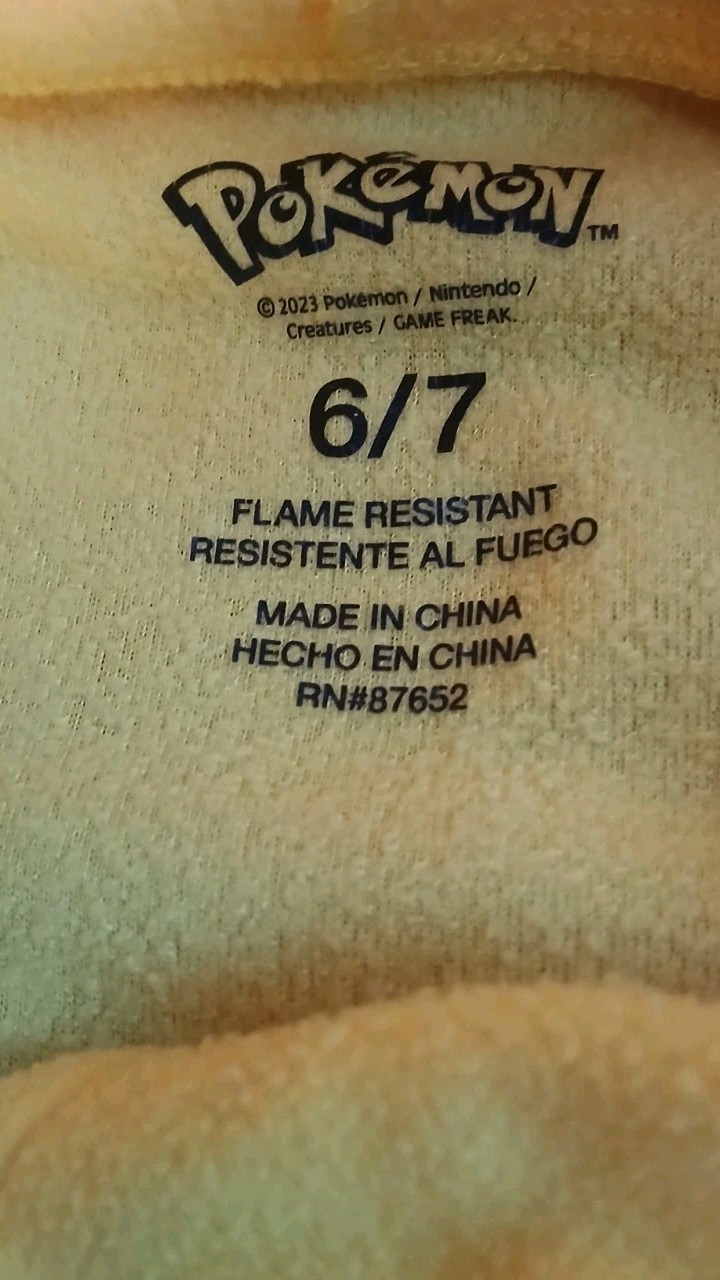 POKéMON™
© 2023 Pokémon / Nintendo /
Creatures / GAME FREAK.
6/7
FLAME RESISTANT
RESISTENTE AL FUEGO
MADE IN CHINA
HECHO EN CHINA
RN#87652